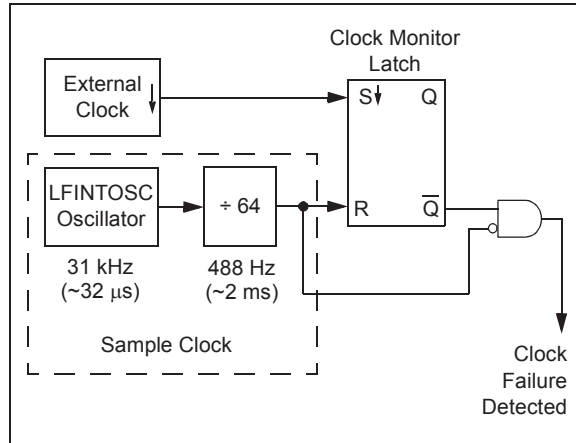 Clock Monitor
Latch
External
Clock
S
Q
LFINTOSC
Oscillator
÷ 64
R
Q̅
31 kHz
(~32 μs)
488 Hz
(~2 ms)
Sample Clock
Clock
Failure
Detected